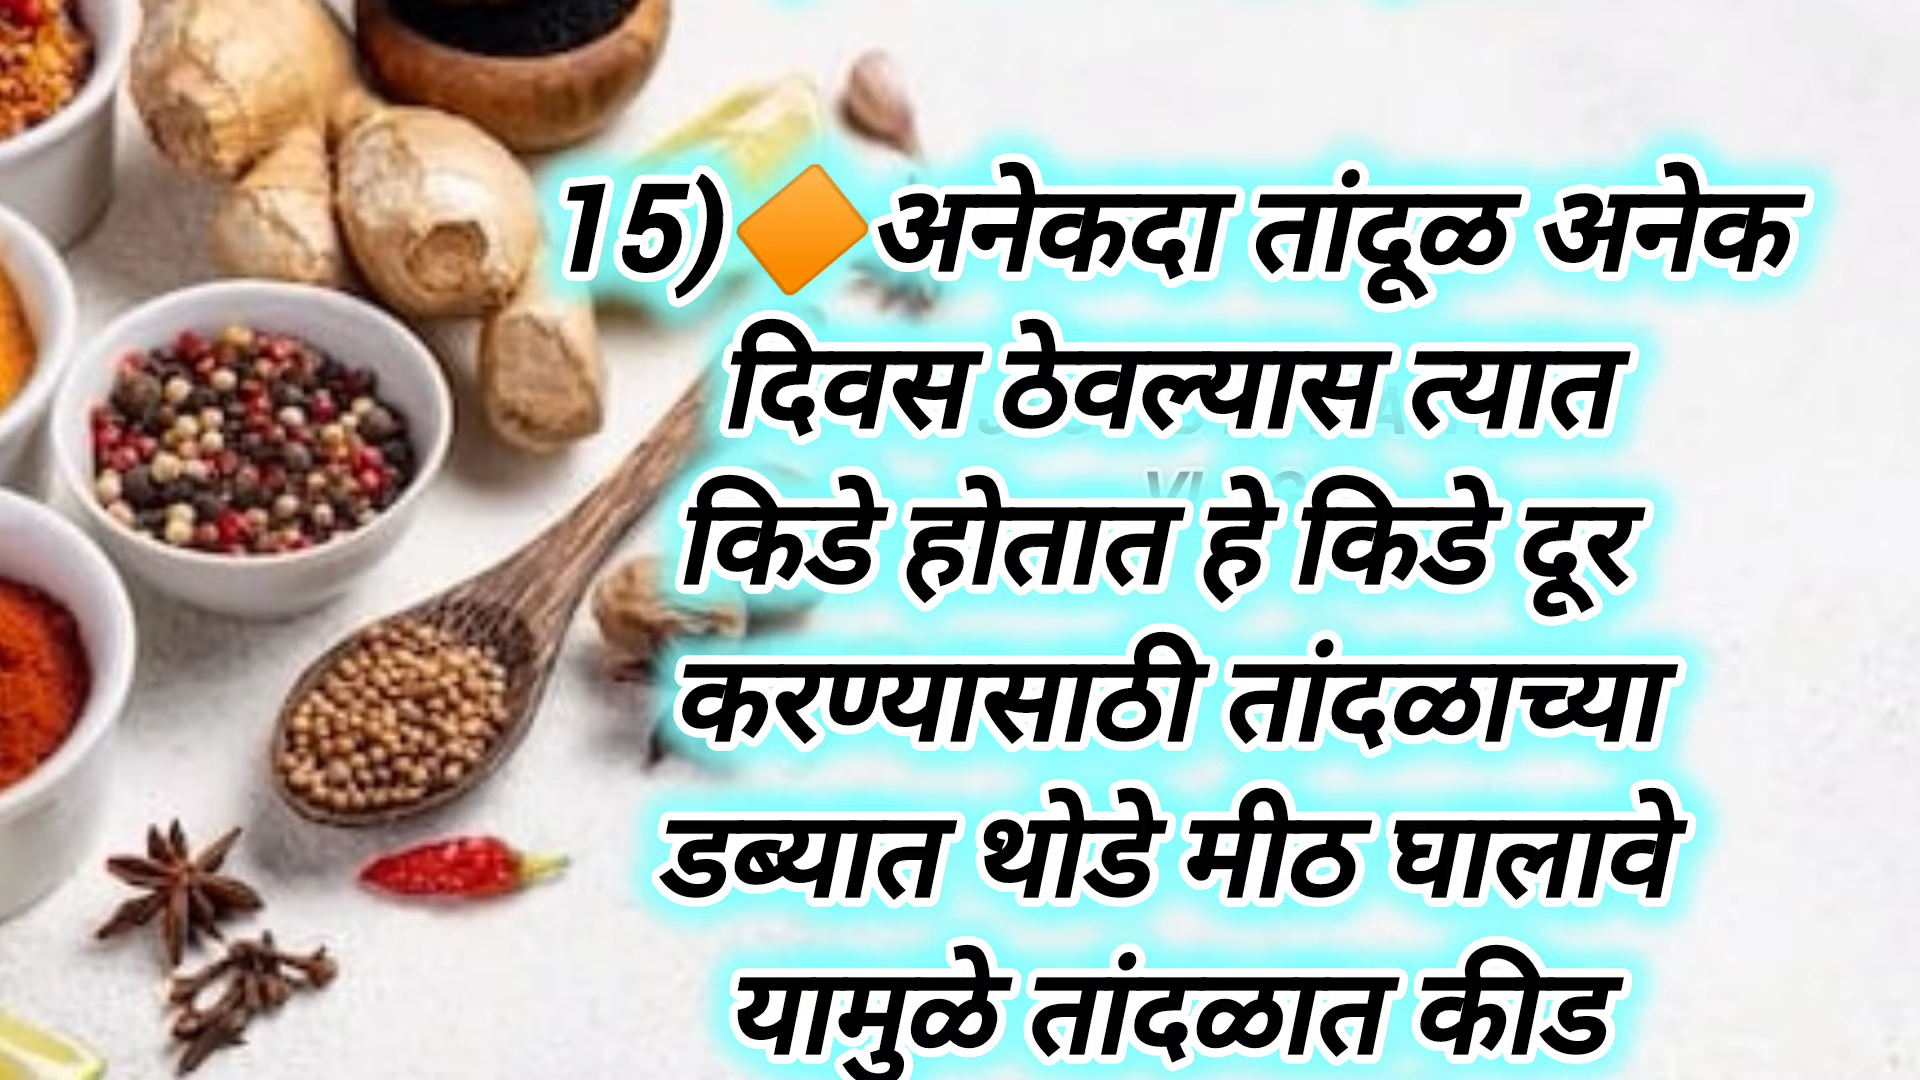 15)🔶अनेकदा तांदूळ अनेक
दिवस ठेवल्यास त्यात
किडे होतात हे किडे दूर
करण्यासाठी तांदळाच्या
डब्यात थोडे मीठ घालावे
यामुळे तांदळात कीड